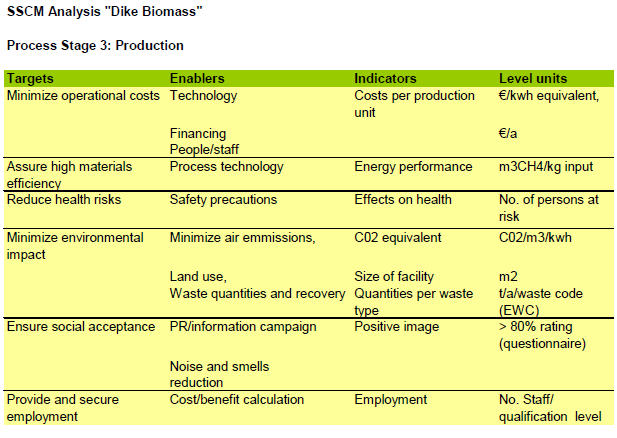 SSCM Analysis "Dike Biomass"
Process Stage 3: Production
Targets Enablers Indicators Level units
Minimize operational costs Technology Costs per production €/kwh equivalent,
unit
Financing €/a
People/staff
Assure high materials Process technology Energy performance m3CH4/kg input
efficiency
Reduce health risks Safety precautions Effects on health No. of persons at
risk
Minimize environmental Minimize air emmissions, C02 equivalent C02/m3/kwh
impact
Land use, Size of facility m2
Waste quantities and recovery Quantities per waste t/a/waste code
type (EWC)
Ensure social acceptance PR/information campaign Positive image > 80% rating
(questionnaire)
Noise and smells
reduction
Provide and secure Cost/benefit calculation Employment No. Staff/
employment qualification level